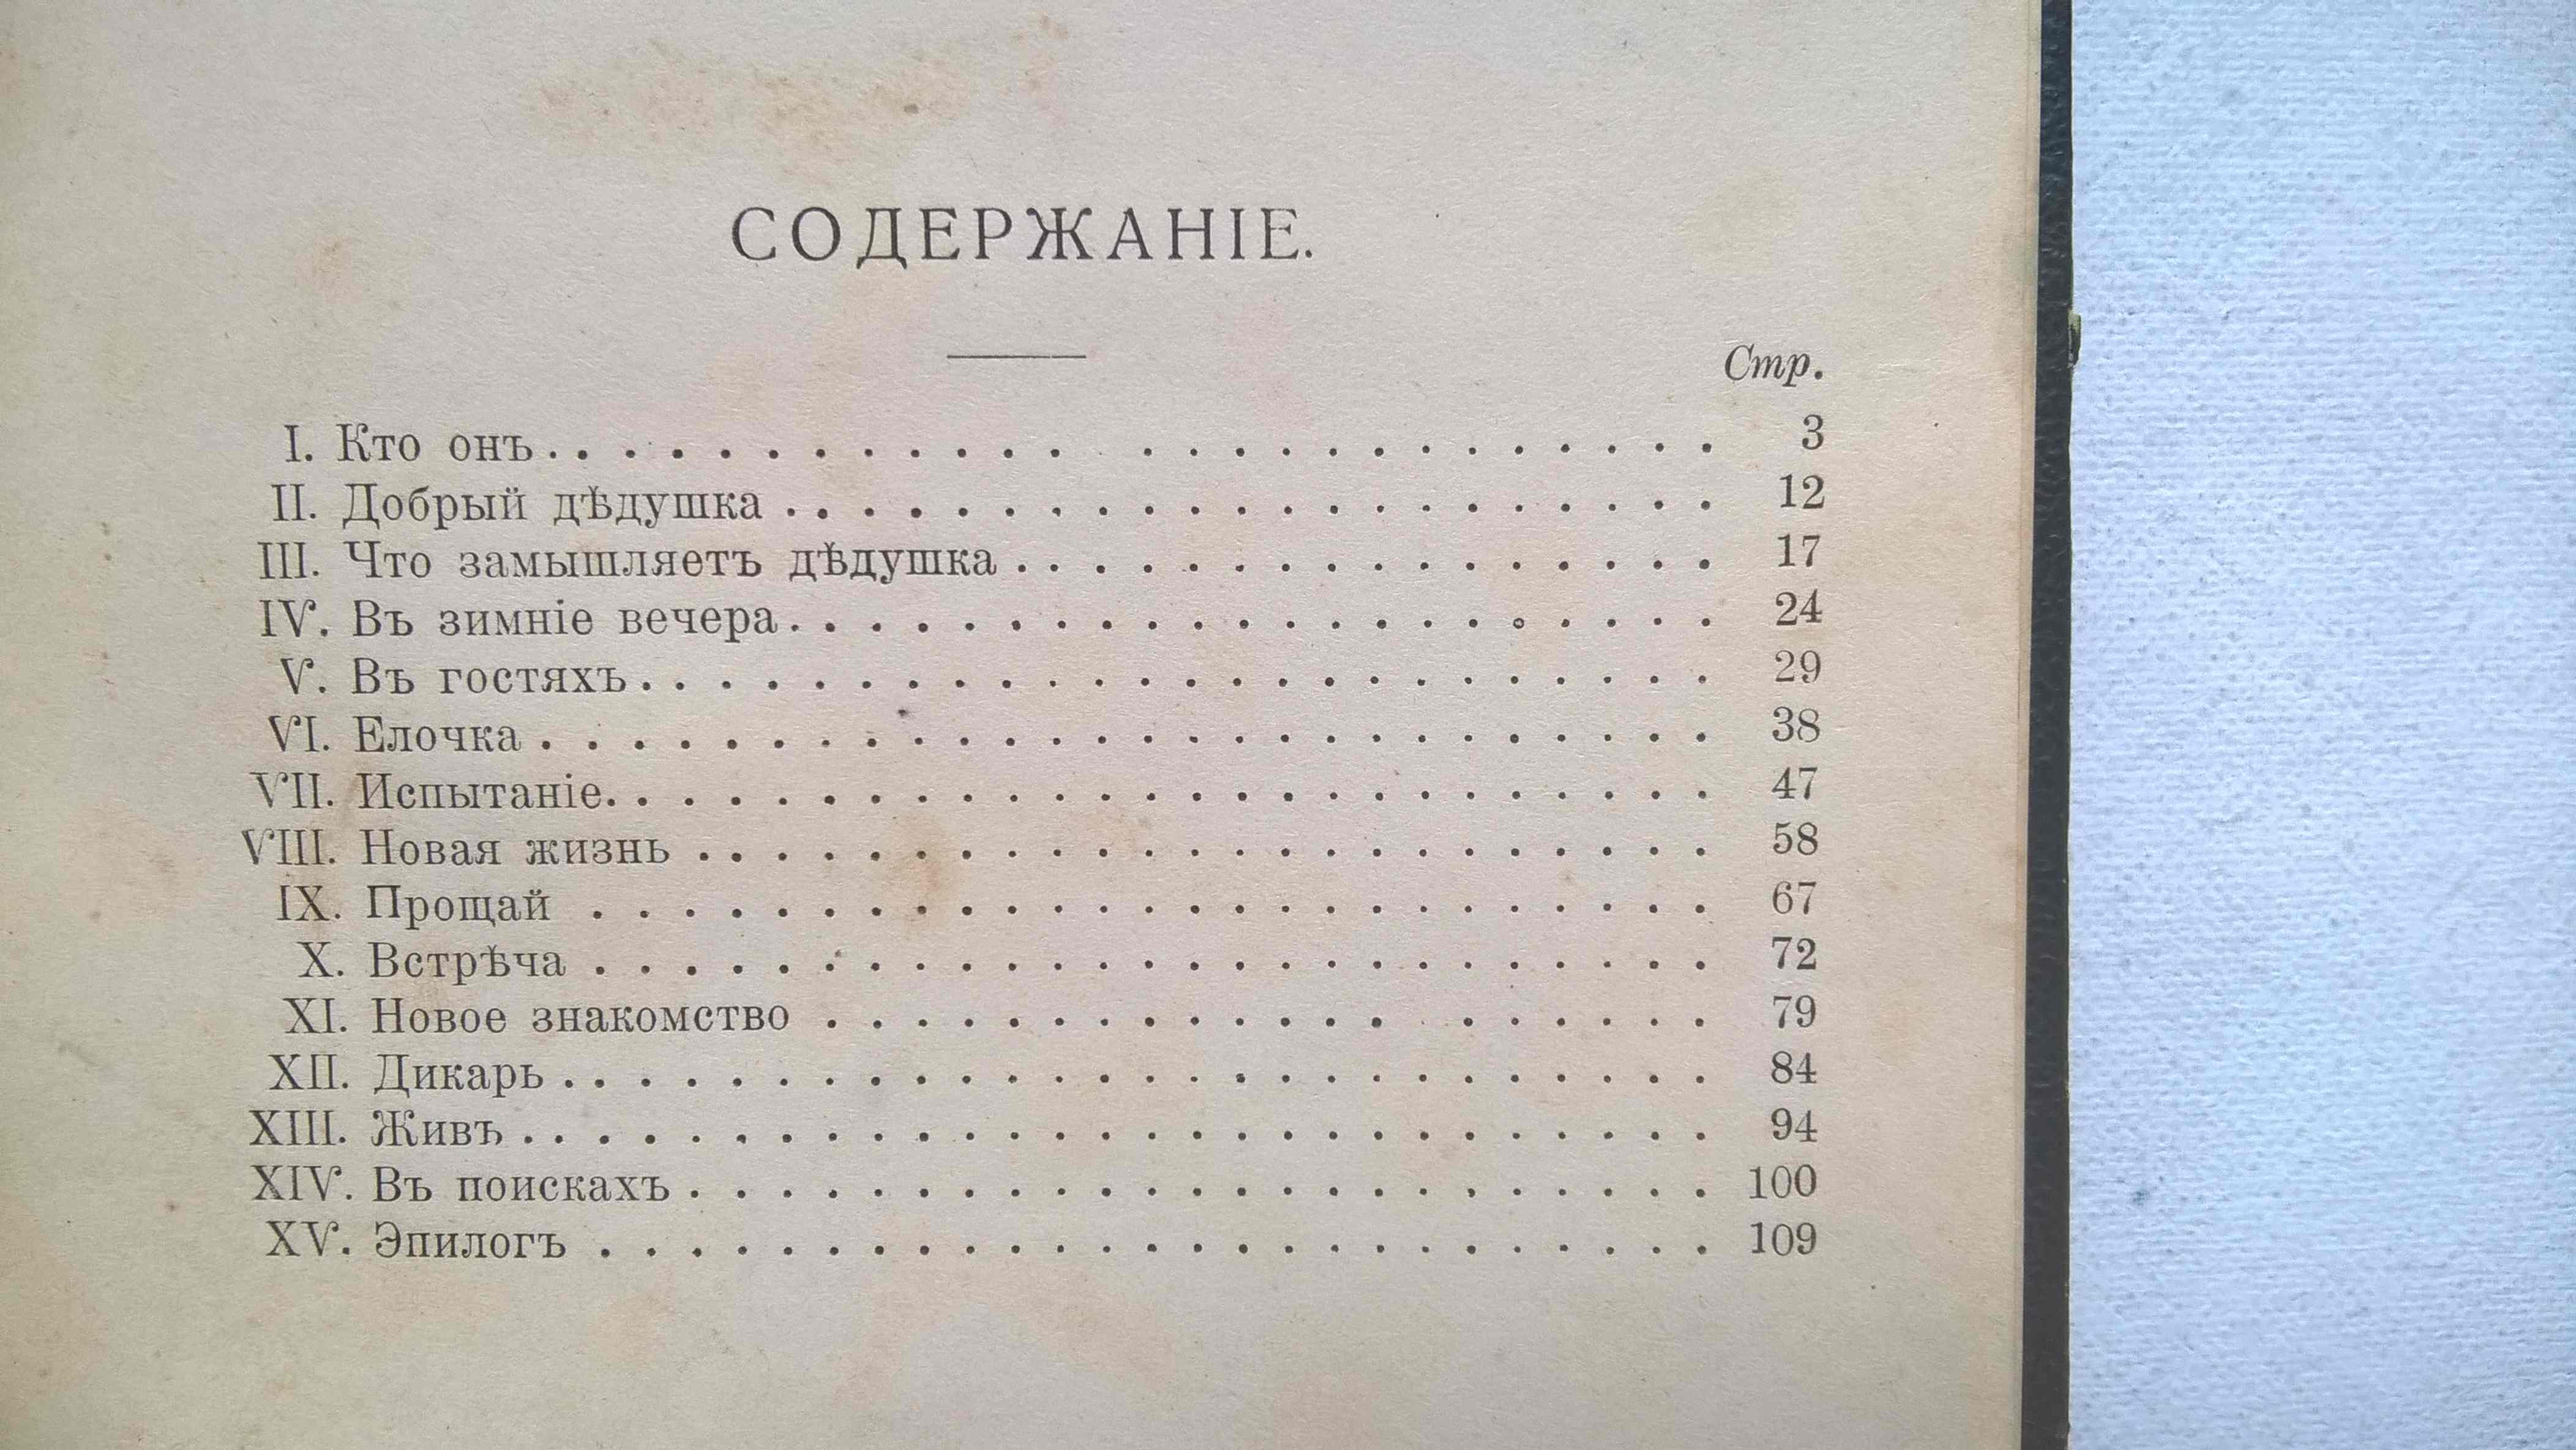 СОДЕРЖАНІЕ.
Стр.
I. Кто онъ. . . . . . . . . . . . . . . . . . . . . . . . . 3
II. Добрый дѣдушка . . . . . . . . . . . . . . . . . . . . . 12
III. Что замышляетъ дѣдушка . . . . . . . . . . . . . . . . 17
IV. Въ зимніе вечера. . . . . . . . . . . . . . . . . . . . . 24
V. Въ гостяхъ. . . . . . . . . . . . . . . . . . . . . . . . 29
VI. Елочка . . . . . . . . . . . . . . . . . . . . . . . . . . 38
VII. Испытаніе. . . . . . . . . . . . . . . . . . . . . . . . . 47
VIII. Новая жизнь . . . . . . . . . . . . . . . . . . . . . . . 58
IX. Прощай . . . . . . . . . . . . . . . . . . . . . . . . . 67
X. Встрѣча . . . . . . . . . . . . . . . . . . . . . . . . . 72
XI. Новое знакомство . . . . . . . . . . . . . . . . . . . 79
XII. Дикарь . . . . . . . . . . . . . . . . . . . . . . . . . . 84
XIII. Живъ . . . . . . . . . . . . . . . . . . . . . . . . . . . 94
XIV. Въ поискахъ . . . . . . . . . . . . . . . . . . . . . . . 100
XV. Эпилогъ . . . . . . . . . . . . . . . . . . . . . . . . . 109